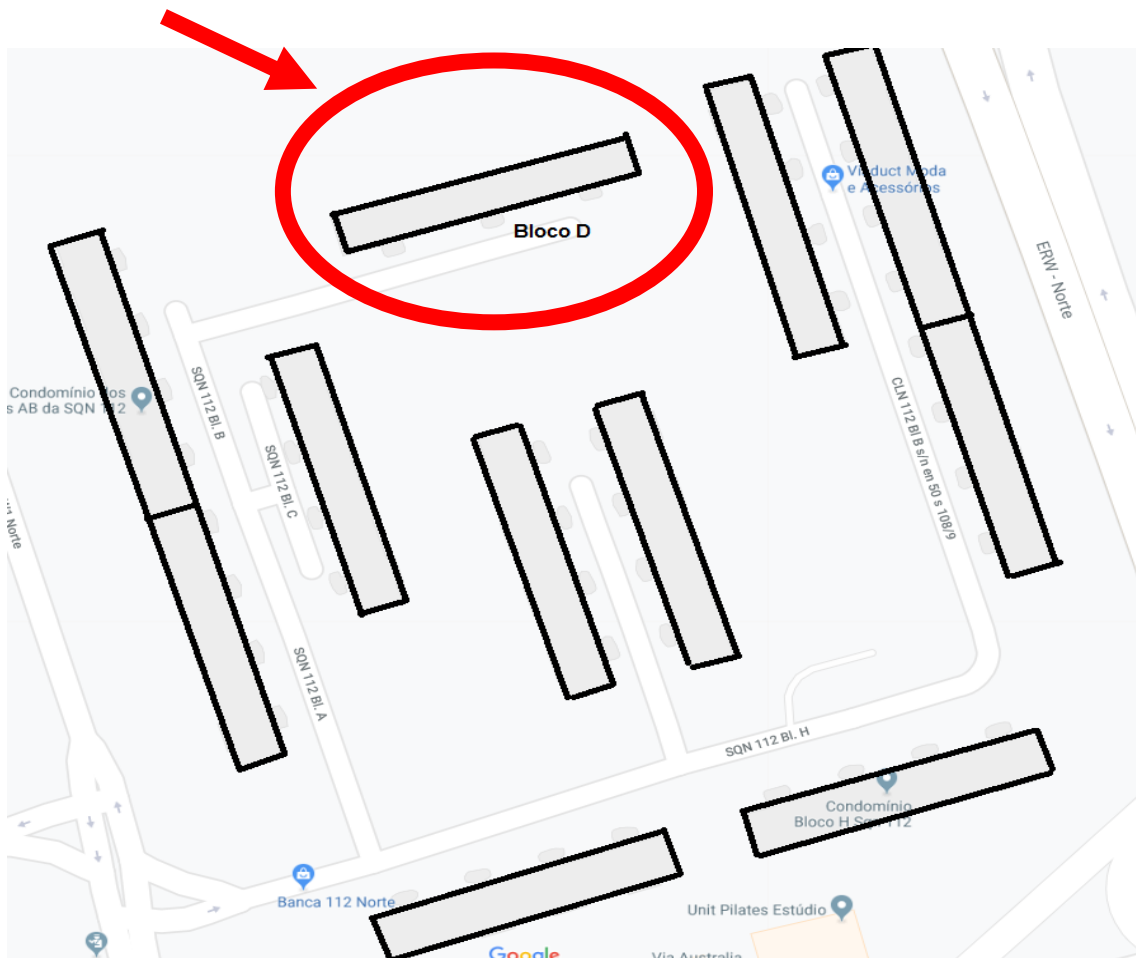 Viaduct Moda
e Acessórios
Bloco D
ERW - Norte
SQN 112 Bl. B
Condomínio dos
s AB da SQN 112
CLN 112 Bl B s/n en 50 s 108/9
SQN 112 Bl. C
Norte
SQN 112 Bl. A
SQN 112 Bl. H
Condomínio
Bloco H Sqn 112
Banca 112 Norte
Unit Pilates Estúdio
Google
Via Australia